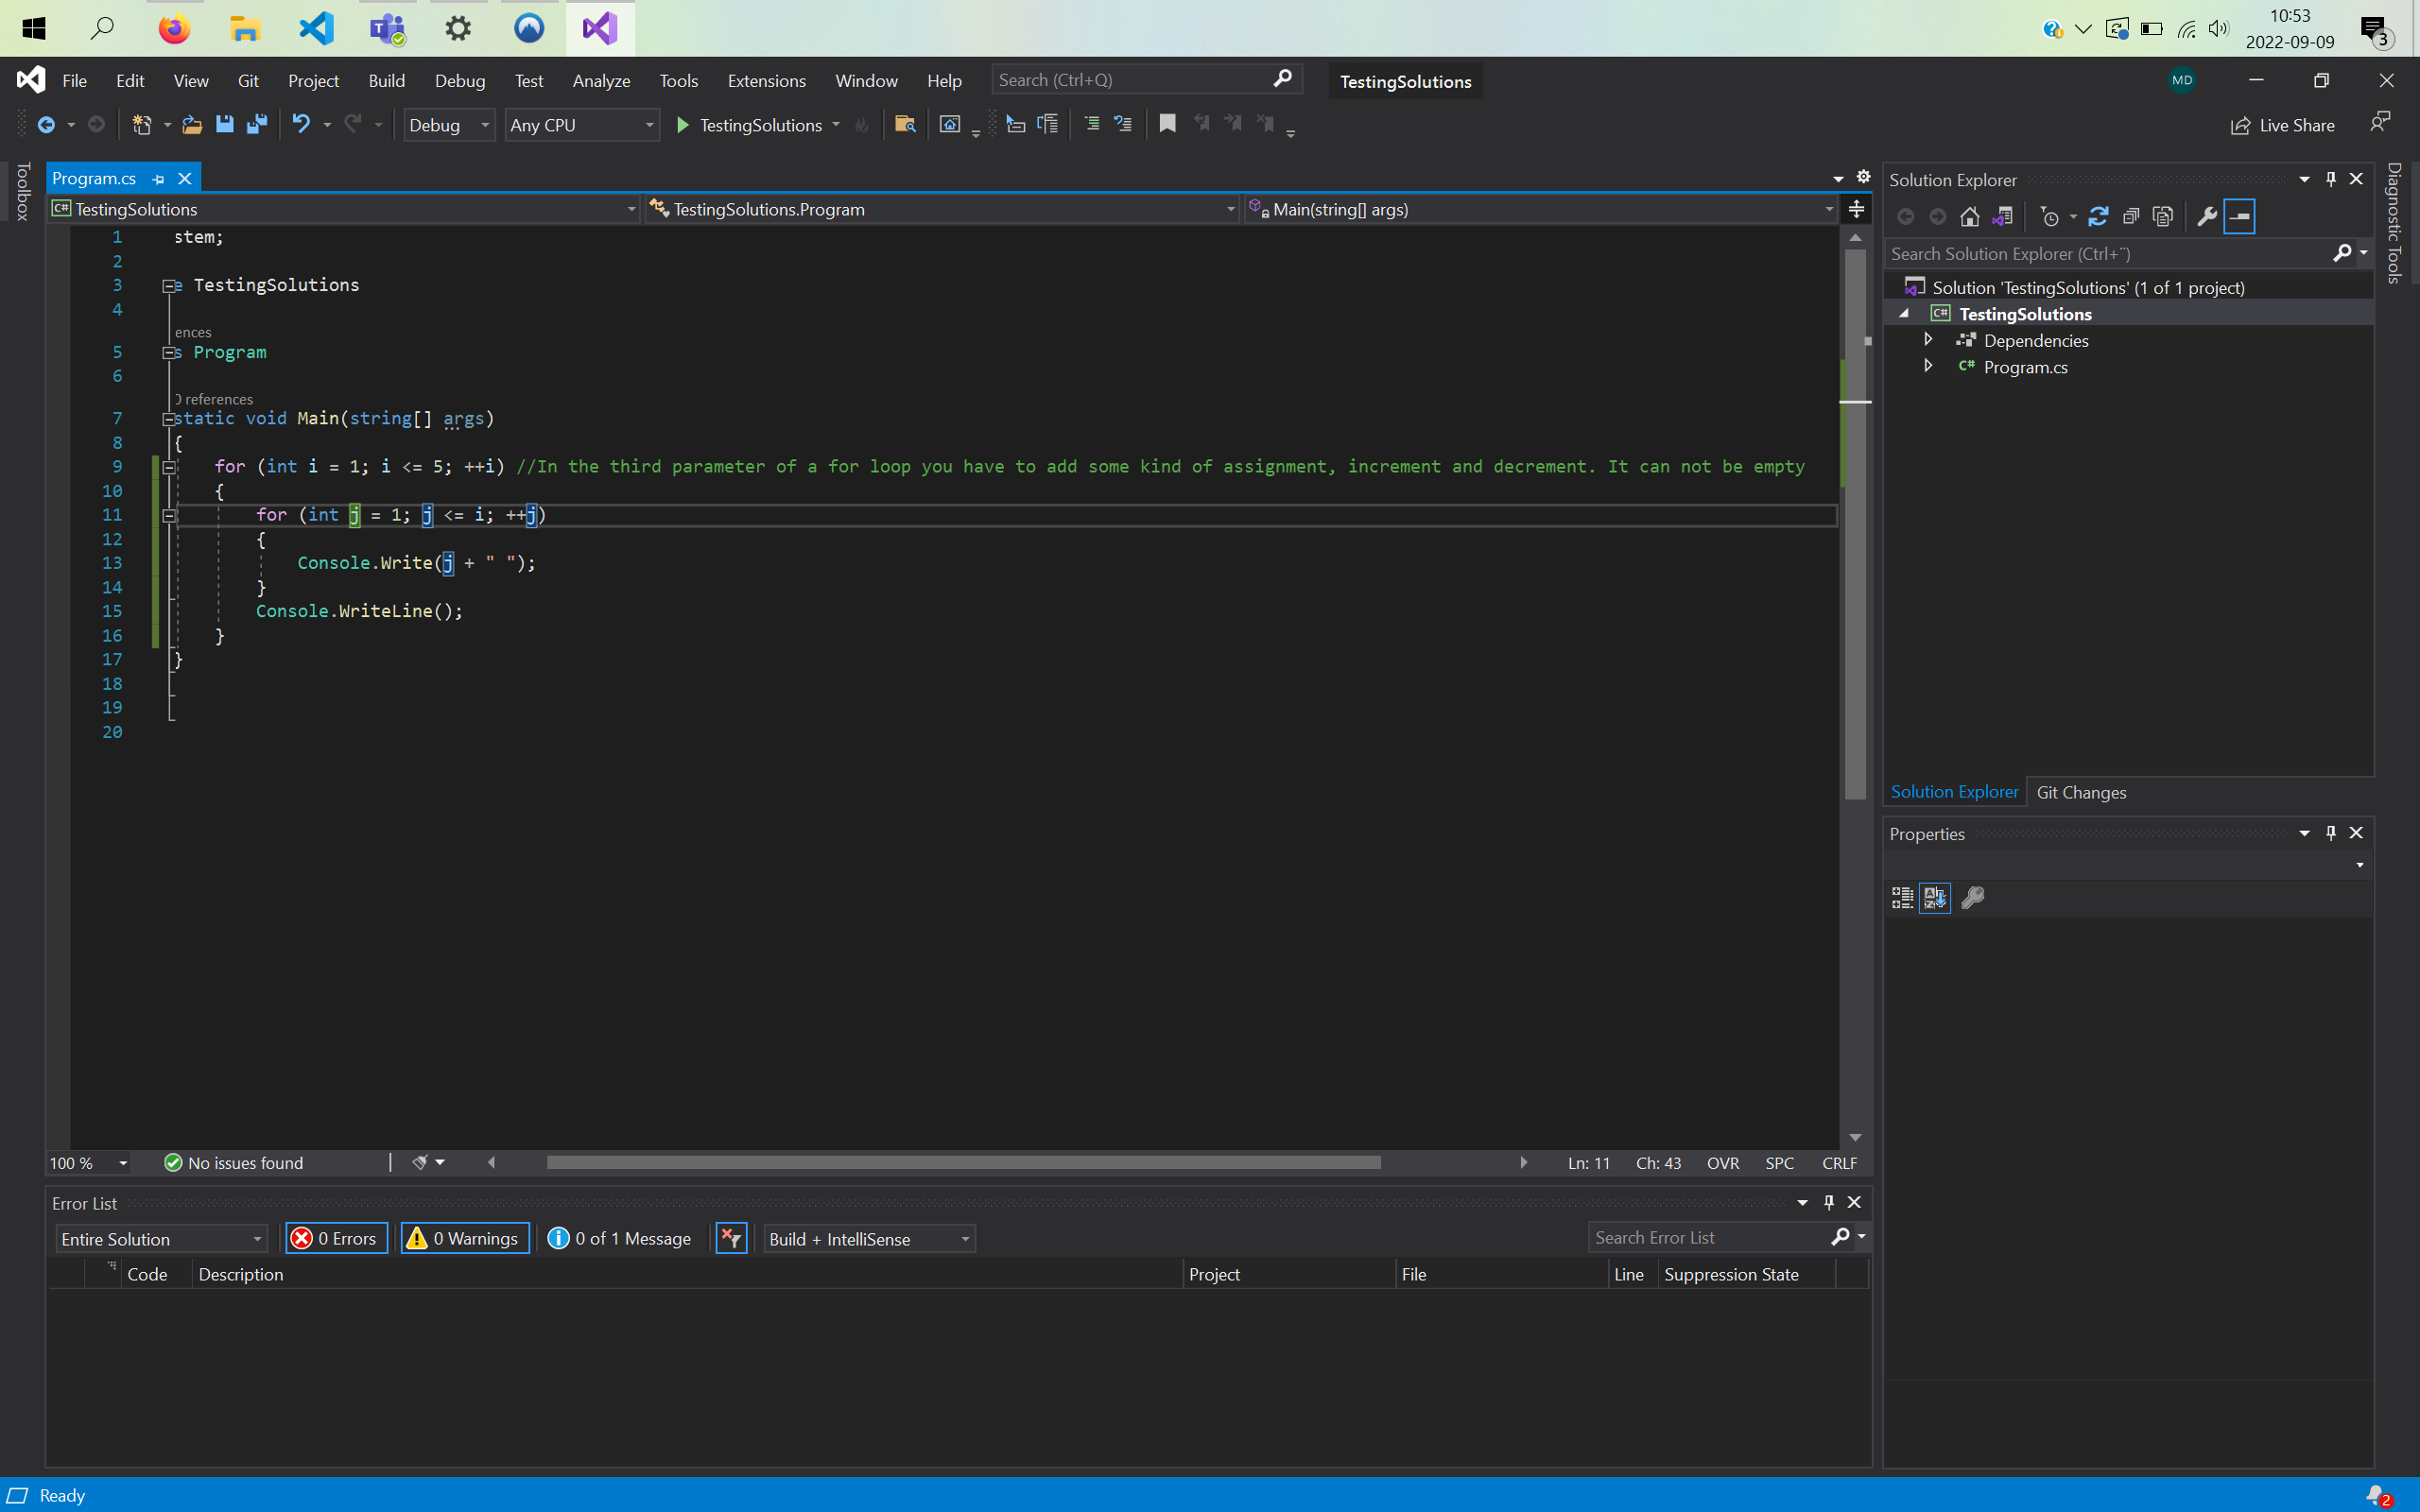 10:53
2022-09-09
3
File Edit View Git Project Build Debug Test Analyze Tools Extensions Window Help Search (Ctrl+Q) TestingSolutions MD
Debug Any CPU TestingSolutions Live Share
Toolbox
Program.cs
TestingSolutions TestingSolutions.Program Main(string[] args)
1 stem;
2
3 e TestingSolutions
4
ences
5 s Program
6
0 references
7 static void Main(string[] args)
8 {
9 for (int i = 1; i <= 5; ++i) //In the third parameter of a for loop you have to add some kind of assignment, increment and decrement. It can not be empty
10 {
11 for (int j = 1; j <= i; ++j)
12 {
13 Console.Write(j + " ");
14 }
15 Console.WriteLine();
16 }
17 }
18
19
20
100 % No issues found Ln: 11 Ch: 43 OVR SPC CRLF
Error List
Entire Solution 0 Errors 0 Warnings 0 of 1 Message Build + IntelliSense Search Error List
Code Description Project File Line Suppression State
Solution Explorer
Search Solution Explorer (Ctrl+¨)
Solution 'TestingSolutions' (1 of 1 project)
C# TestingSolutions
Dependencies
C# Program.cs
Solution Explorer Git Changes
Properties
Diagnostic Tools
Ready
2